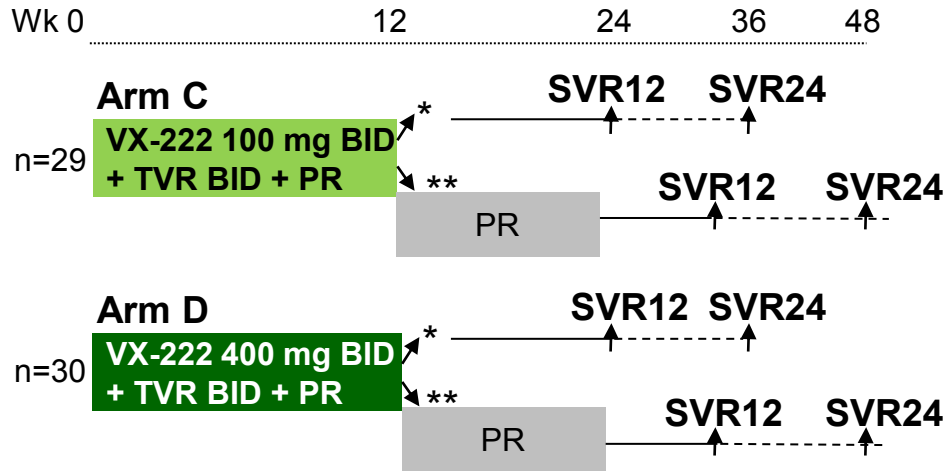 Wk 0 12 24 36 48
Arm C
SVR12 SVR24
*
n=29
VX-222 100 mg BID
+ TVR BID + PR
**
SVR12 SVR24
PR
Arm D
SVR12 SVR24
*
n=30
VX-222 400 mg BID
+ TVR BID + PR
**
SVR12 SVR24
PR